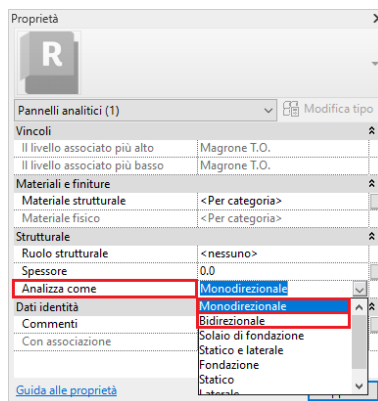 Proprietà
R
Pannelli analitici (1)
Modifica tipo
Vincoli
Il livello associato più alto Magrone T.O.
Il livello associato più basso Magrone T.O.
Materiali e finiture
Materiale strutturale <Per categoria>
Materiale fisico <Per categoria>
Strutturale
Ruolo strutturale <nessuno>
Spessore 0.0
Analizza come Monodirezionale
Dati identità
Monodirezionale
Commenti
Bidirezionale
Con associazione
Solaio di fondazione
Statico e laterale
Fondazione
Statico
Laterale
Guida alle proprietà